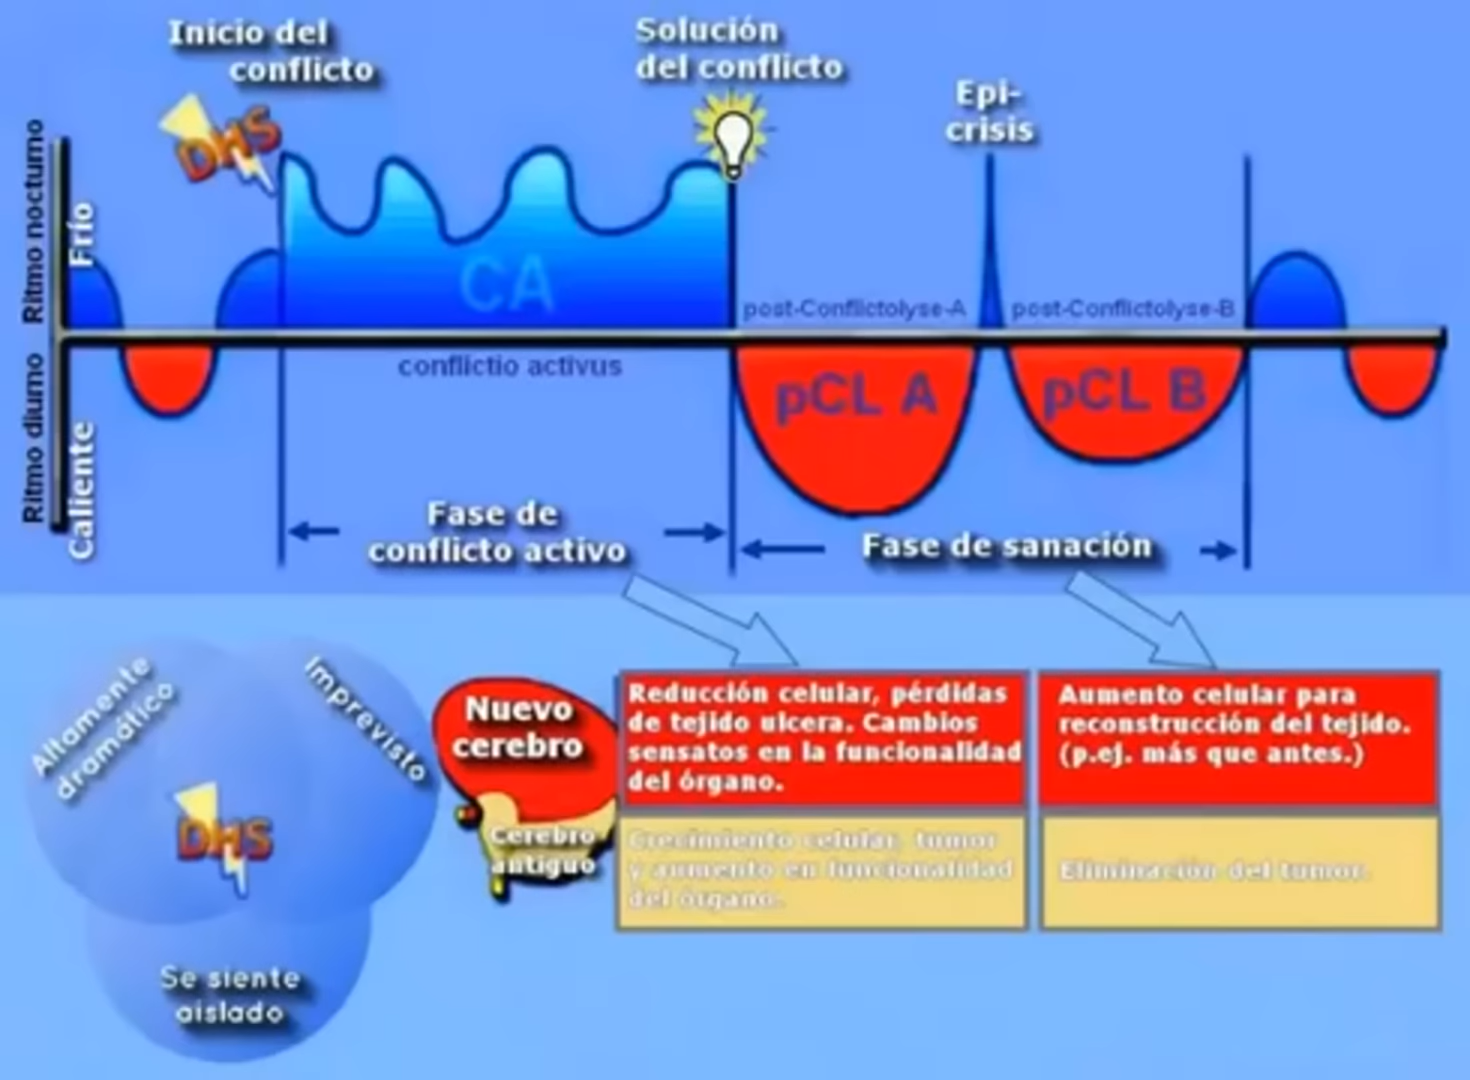 Inicio del
conflicto
Solución
del conflicto
Epi-
crisis
DHS
Ritmo nocturno
Frío
CA
post-Conflictolyse-A
post-Conflictolyse-B
conflictio activus
pCL A
pCL B
Ritmo diurno
Caliente
Fase de
conflicto activo
Fase de sanación
Altamente
dramático
Imprevisto
DHS
Se siente
aislado
Nuevo
cerebro
Cerebro
antiguo
Reducción celular, pérdidas
de tejido ulcera. Cambios
sensatos en la funcionalidad
del órgano.
Aumento celular para
reconstrucción del tejido.
(p.ej. más que antes.)
Crecimiento celular, tumor
y aumento en funcionalidad
del órgano.
Eliminación del tumor.